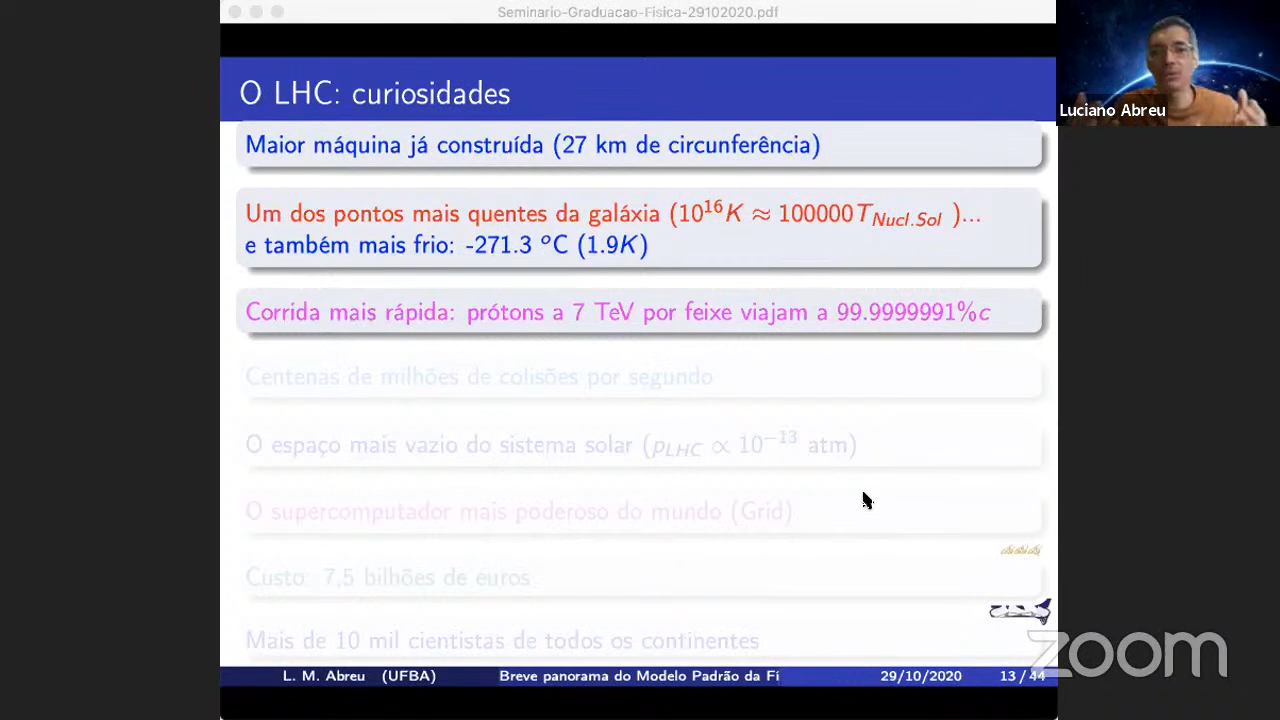 Seminario-Graduacao-Fisica-29102020.pdf
O LHC: curiosidades
Luciano Abreu
Maior máquina já construída (27 km de circunferência)
Um dos pontos mais quentes da galáxia (10^16 K ≈ 100000T_Nucl.Sol )...
e também mais frio: -271.3 ºC (1.9K)
Corrida mais rápida: prótons a 7 TeV por feixe viajam a 99.9999991%c
Centenas de milhões de colisões por segundo
O espaço mais vazio do sistema solar (p_LHC ∝ 10^−13 atm)
O supercomputador mais poderoso do mundo (Grid)
Custo: 7,5 bilhões de euros
Mais de 10 mil cientistas de todos os continentes
zoom
L. M. Abreu (UFBA) Breve panorama do Modelo Padrão da Fí 29/10/2020 13 / 44